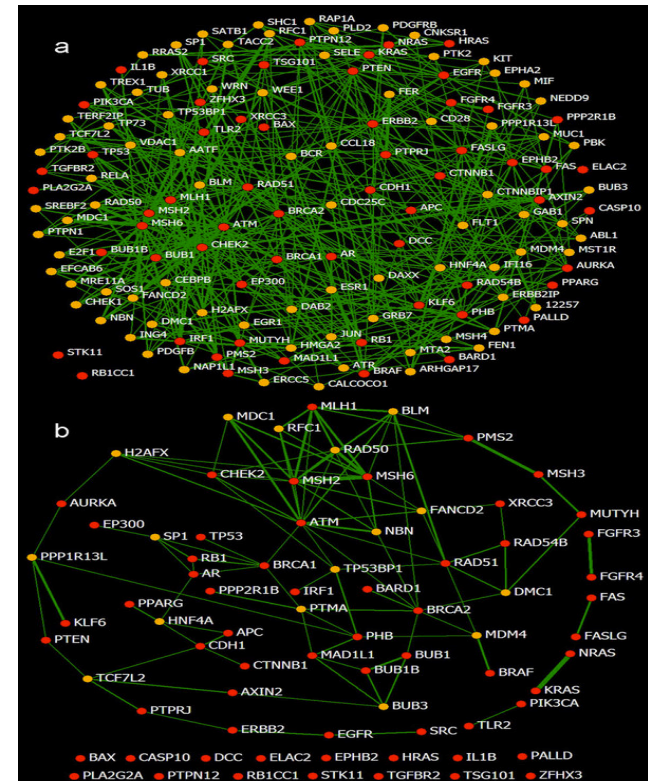 a
SHC1 RAP1A
SATB1 RFC1 PLD2 PDGFRB
SP1 TACC2 PTPN12 CNKSR1
RRAS2 NRAS HRAS
SRC SELE KRAS PTK2 KIT
IL1B XRCC1 TSG101 PTEN EGFR EPHA2
TREX1 WRN WEE1 FER MIF
PIK3CA TUB ZFHX3 FGFR4 NEDD9
TERF2IP TP53BP1 XRCC3 FGFR3
TP73 ERBB2 CD28 PPP1R13L PPP2R1B
TCF7L2 TLR2 BAX MUC1
PTK2B TP53 VDAC1 AATF CCL18 PTPRJ FASLG PBK
TGFBR2 BCR EPHB2 FAS ELAC2
RELA CTNNB1
PLA2G2A BLM RAD51 CDH1 CTNNBIP1 BUB3
SREBF2 RAD50 MLH1 CDC25C AXIN2
MDC1 MSH2 BRCA2 APC GAB1 CASP10
PTPN1 MSH6 ATM FLT1 SPN
ABL1
E2F1 BUB1B CHEK2 DCC MDM4 MST1R
EFCAB6 BUB1 BRCA1 AR HNF4A IFI16 AURKA
MRE11A CEBPB EP300 DAXX RAD54B PPARG
SOS1 ESR1 KLF6 ERBB2IP
CHEK1 FANCD2 H2AFX DAB2 12257
NBN DMC1 EGR1 GRB7 PHB PTMA PALLD
ING4 IRF1 MUTYH JUN RB1 MSH4 FEN1
STK11 PDGFB PMS2 HMGA2 MTA2 BARD1
NAP1L1 MSH3 MAD1L1 ATR BRAF ARHGAP17
RB1CC1 ERCC5 CALCOCO1
b
MLH1 BLM
MDC1 RFC1
PMS2
H2AFX RAD50
CHEK2 MSH2 MSH6 MSH3
AURKA FANCD2 XRCC3 MUTYH
EP300 ATM NBN FGFR3
SP1 TP53 RAD54B
PPP1R13L RB1 BRCA1 TP53BP1 RAD51 FGFR4
AR PPP2R1B IRF1 BARD1 DMC1 FAS
PPARG PTMA BRCA2
KLF6 HNF4A
PTEN APC PHB MDM4 FASLG
CDH1 MAD1L1 BUB1 NRAS
CTNNB1 BUB1B BRAF
TCF7L2 AXIN2 KRAS
PTPRJ BUB3 PIK3CA
ERBB2 EGFR SRC TLR2
BAX CASP10 DCC ELAC2 EPHB2 HRAS IL1B PALLD
PLA2G2A PTPN12 RB1CC1 STK11 TGFBR2 TSG101 ZFHX3